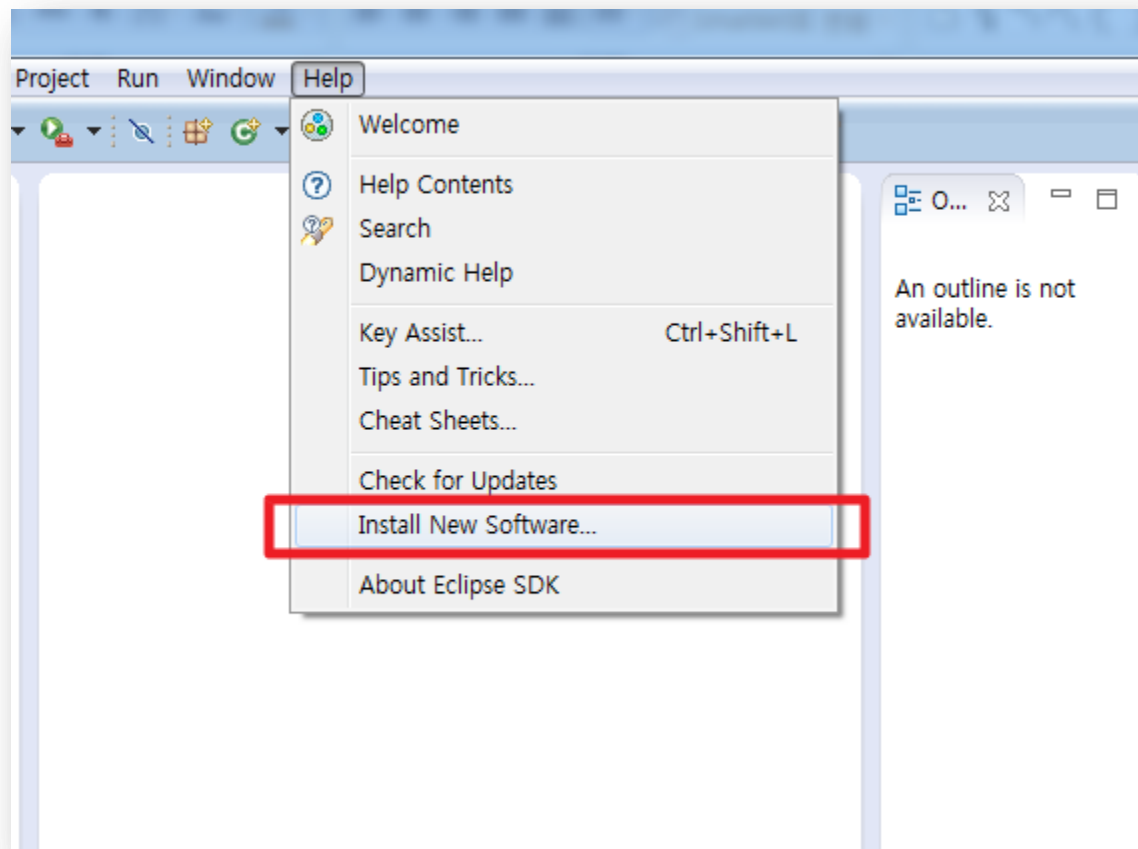 Project Run Window Help
Welcome
Help Contents
Search
Dynamic Help
Key Assist... Ctrl+Shift+L
Tips and Tricks...
Cheat Sheets...
Check for Updates
Install New Software...
About Eclipse SDK
O...
An outline is not
available.